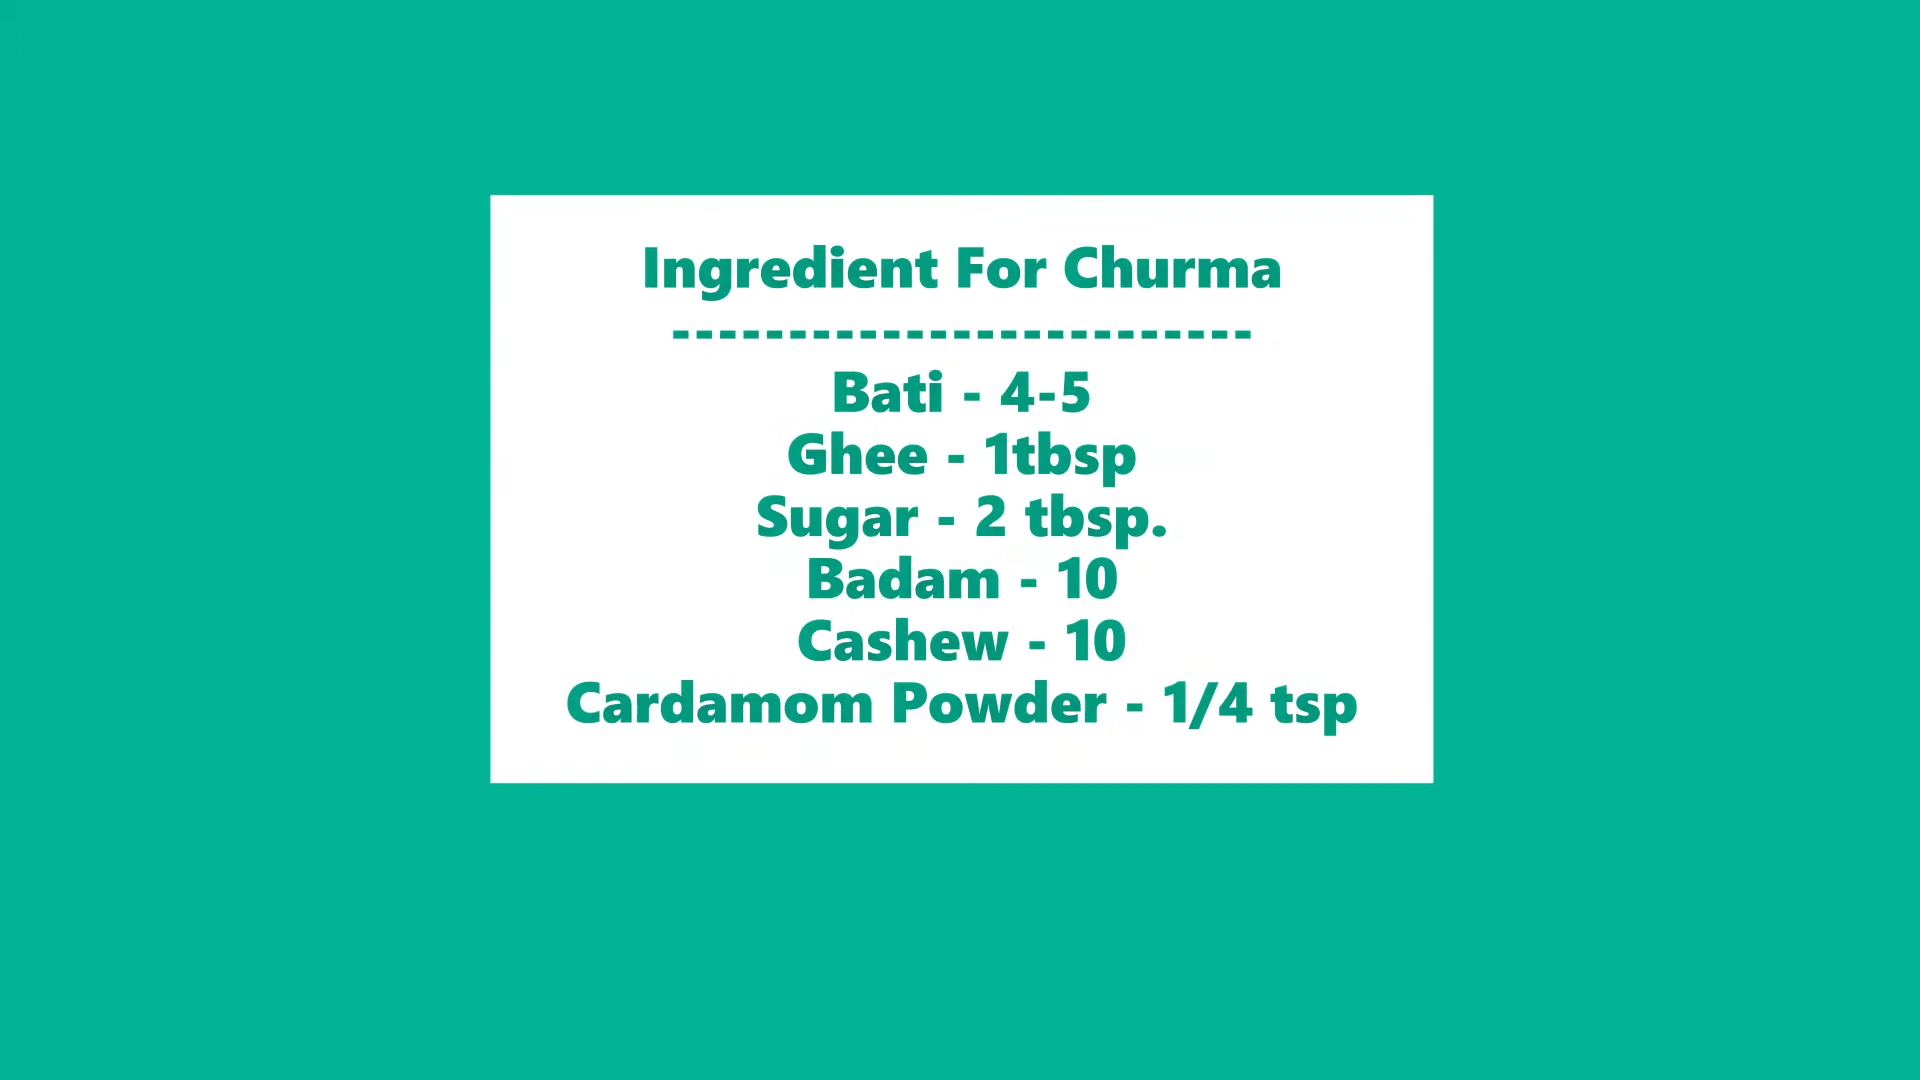 Ingredient For Churma
-------------------------
Bati - 4-5
Ghee - 1tbsp
Sugar - 2 tbsp.
Badam - 10
Cashew - 10
Cardamom Powder - 1/4 tsp